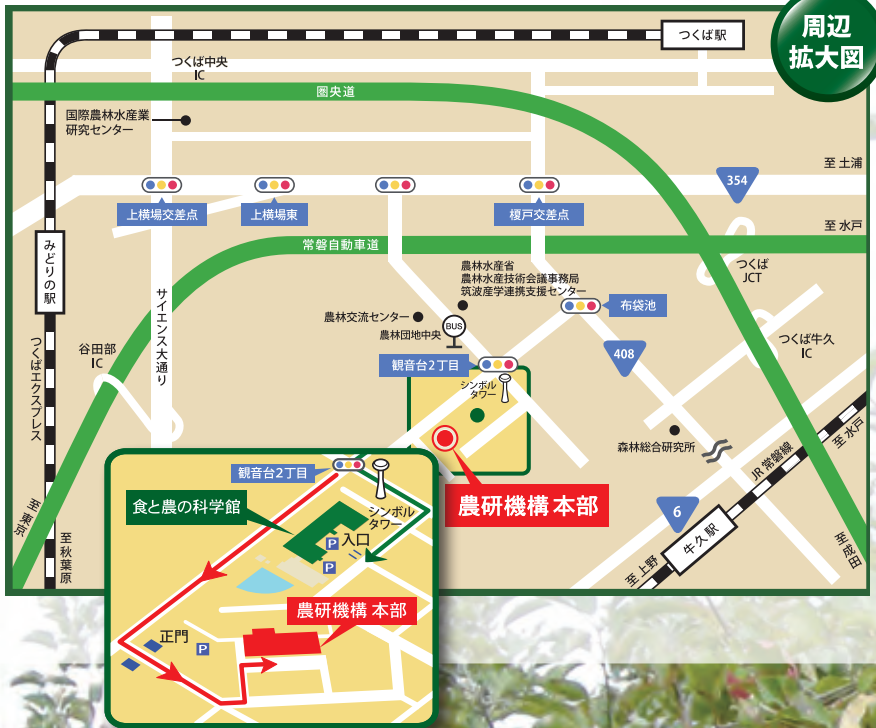 周辺
拡大図
つくば駅
つくば中央
IC
圏央道
国際農林水産業
研究センター
至 土浦
354
上横場交差点
上横場東
榎戸交差点
至 水戸
常磐自動車道
みどりの駅
農林水産省
農林水産技術会議事務局
筑波産学連携支援センター
つくば
JCT
サイエンス大通り
農林交流センター
布袋池
BUS
農林団地中央
谷田部
IC
つくばエクスプレス
つくば牛久
IC
408
観音台2丁目
シンボル
タワー
森林総合研究所
至 水戸
JR 常磐線
農研機構 本部
6
牛久駅
至 上野
至 成田
至 東京
至 秋葉原
観音台2丁目
食と農の科学館
シンボル
タワー
入口
P
P
農研機構 本部
正門
P